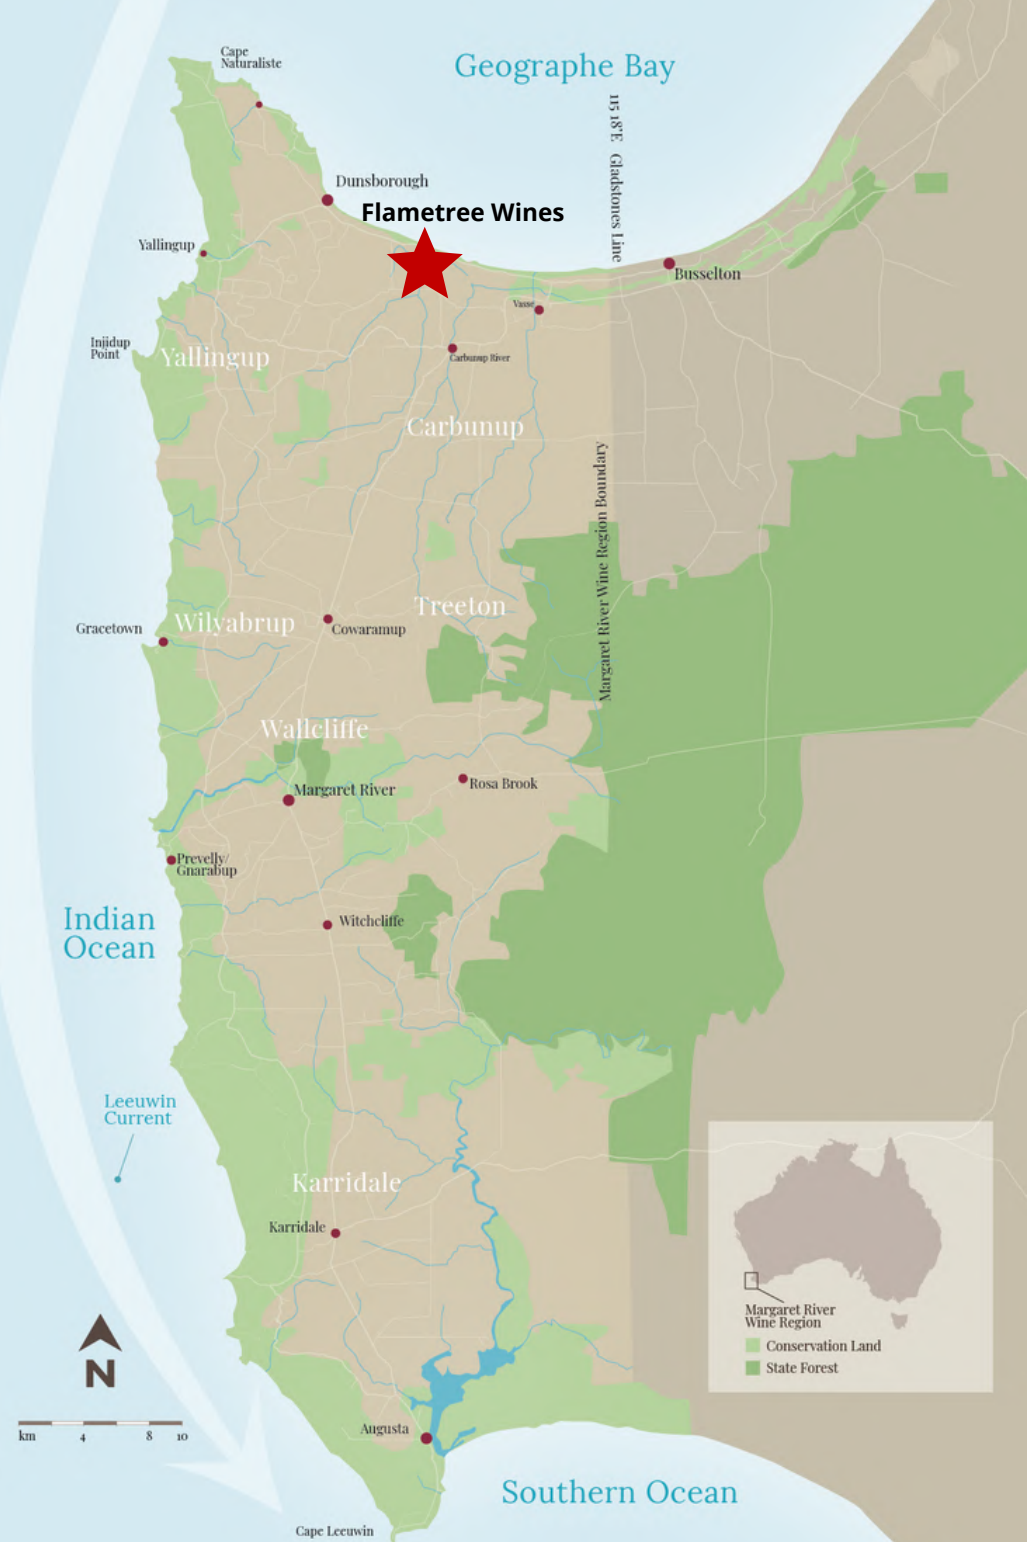 Cape
Naturaliste
Geographe Bay
115 18'E Gladstones Line
Dunsborough
Flametree Wines
Yallingup
Busselton
Vasse
Injidup
Point
Yallingup
Carbunup River
Carbunup
Margaret River Wine Region Boundary
Treeton
Gracetown
Wilyabrup
Cowaramup
Wallcliffe
Margaret River
Rosa Brook
Prevelly/
Gnarabup
Indian
Ocean
Witchcliffe
Leeuwin
Current
Karridale
Karridale
Margaret River
Wine Region
Conservation Land
State Forest
N
km 4 8 10
Augusta
Southern Ocean
Cape Leeuwin